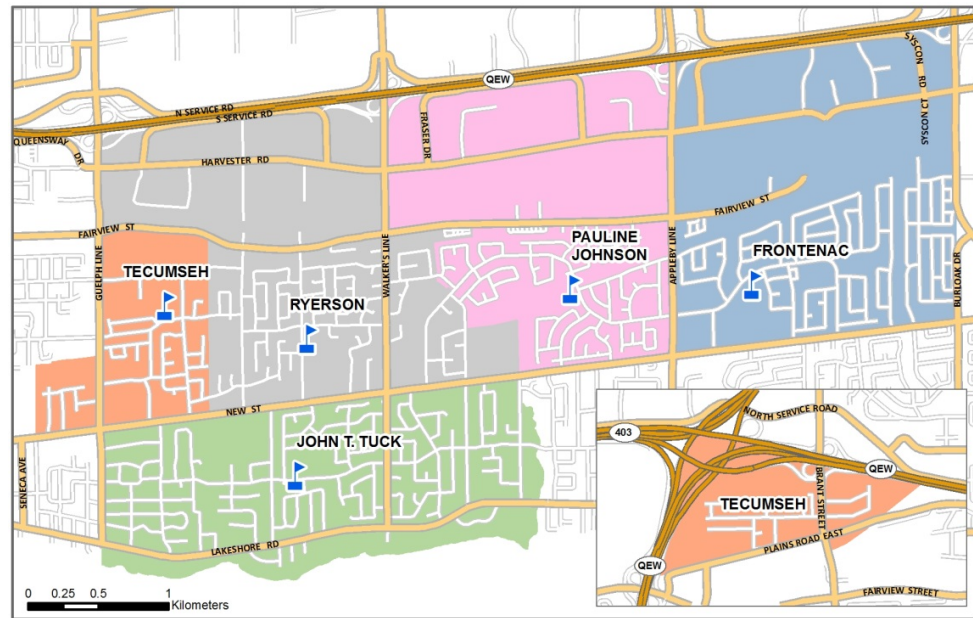 SYSCON RD
SYSCON CT
QEW
N SERVICE RD
S SERVICE RD
QUEENSWAY DR
HARVESTER RD
FRASER DR
FAIRVIEW ST
FAIRVIEW ST
GUELPH LINE
WALKER'S LINE
APPLEBY LINE
BURLOAK DR
PAULINE
JOHNSON
FRONTENAC
TECUMSEH
RYERSON
NEW ST
JOHN T. TUCK
SENECA AVE
LAKESHORE RD
0 0.25 0.5 1
Kilometers
NORTH SERVICE ROAD
403
QEW
BRANT STREET
TECUMSEH
PLAINS ROAD EAST
QEW
FAIRVIEW STREET